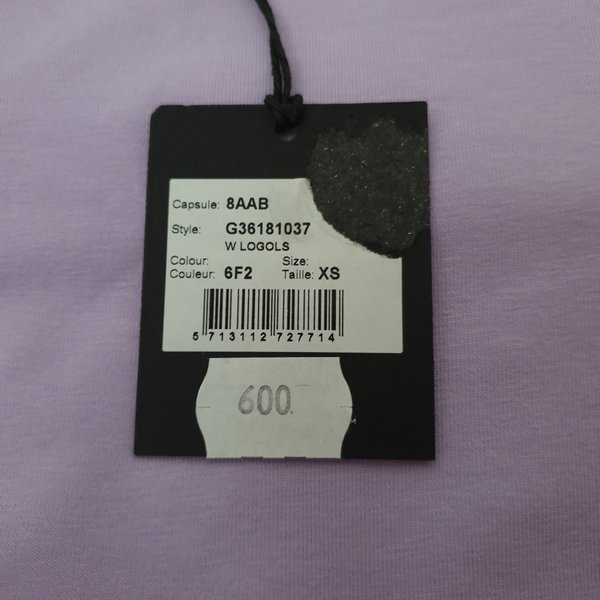 Capsule: 8AAB
Style: G36181037
W LOGOLS
Colour: Size:
Couleur: 6F2 Taille: XS
5 713112 727714
600